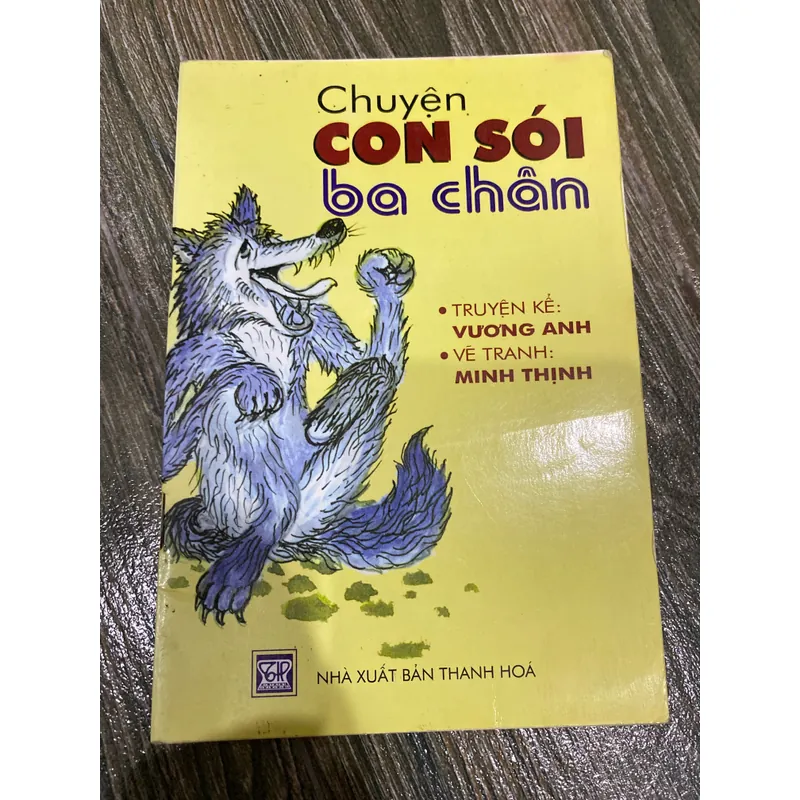 Chuyện
CON SÓI
ba chân
• TRUYỆN KỂ:
VƯƠNG ANH
• VẼ TRANH:
MINH THỊNH
NHÀ XUẤT BẢN THANH HOÁ